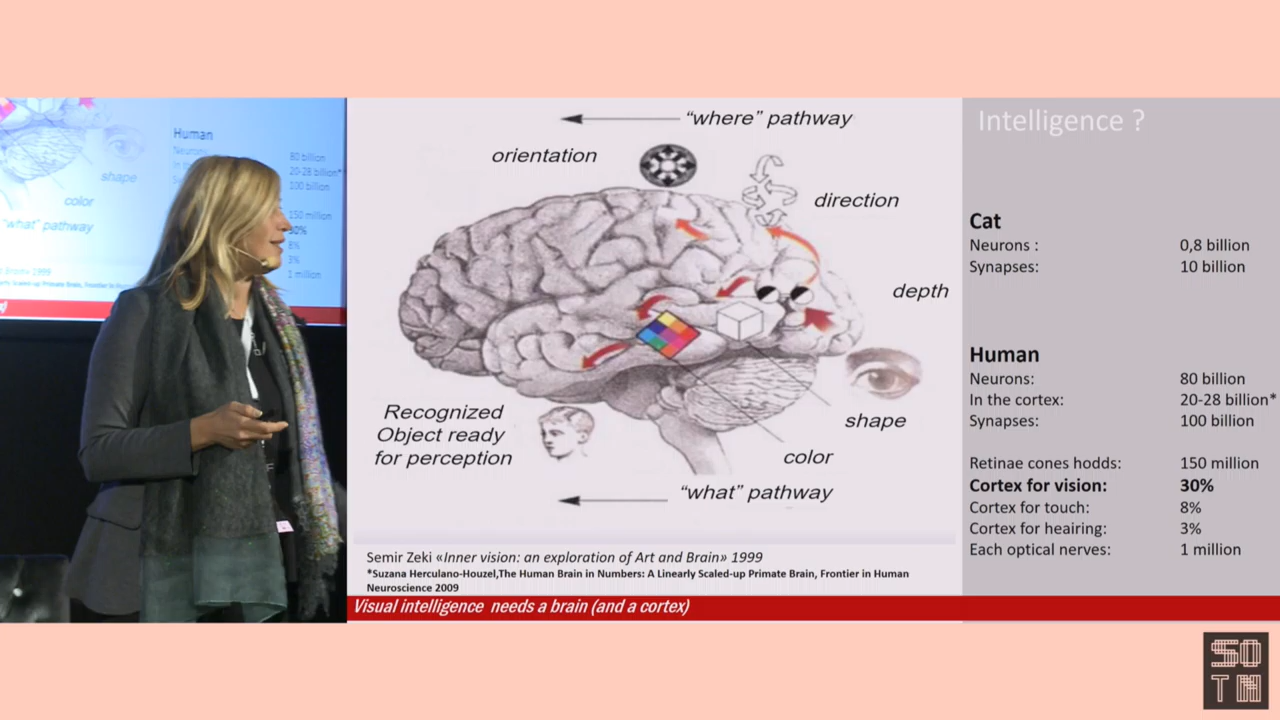 Human
80 billion
20-28 billion*
100 billion
shape
150 million
color
30%
"what" pathway
8%
3%
1 million
Brain» 1999
"where" pathway
orientation
direction
depth
Recognized
Object ready
for perception
shape
color
"what" pathway
Semir Zeki «Inner vision: an exploration of Art and Brain» 1999
*Suzana Herculano-Houzel,The Human Brain in Numbers: A Linearly Scaled-up Primate Brain, Frontier in Human
Neuroscience 2009
Visual intelligence needs a brain (and a cortex)
Intelligence ?
Cat
Neurons : 0,8 billion
Synapses: 10 billion
Human
Neurons: 80 billion
In the cortex: 20-28 billion*
Synapses: 100 billion
Retinae cones hodds: 150 million
Cortex for vision: 30%
Cortex for touch: 8%
Cortex for hearing: 3%
Each optical nerves: 1 million
SO
TH